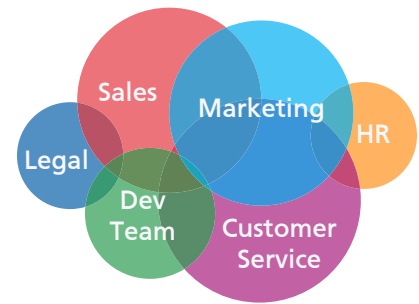 Sales
Marketing
HR
Legal
Dev
Team
Customer
Service